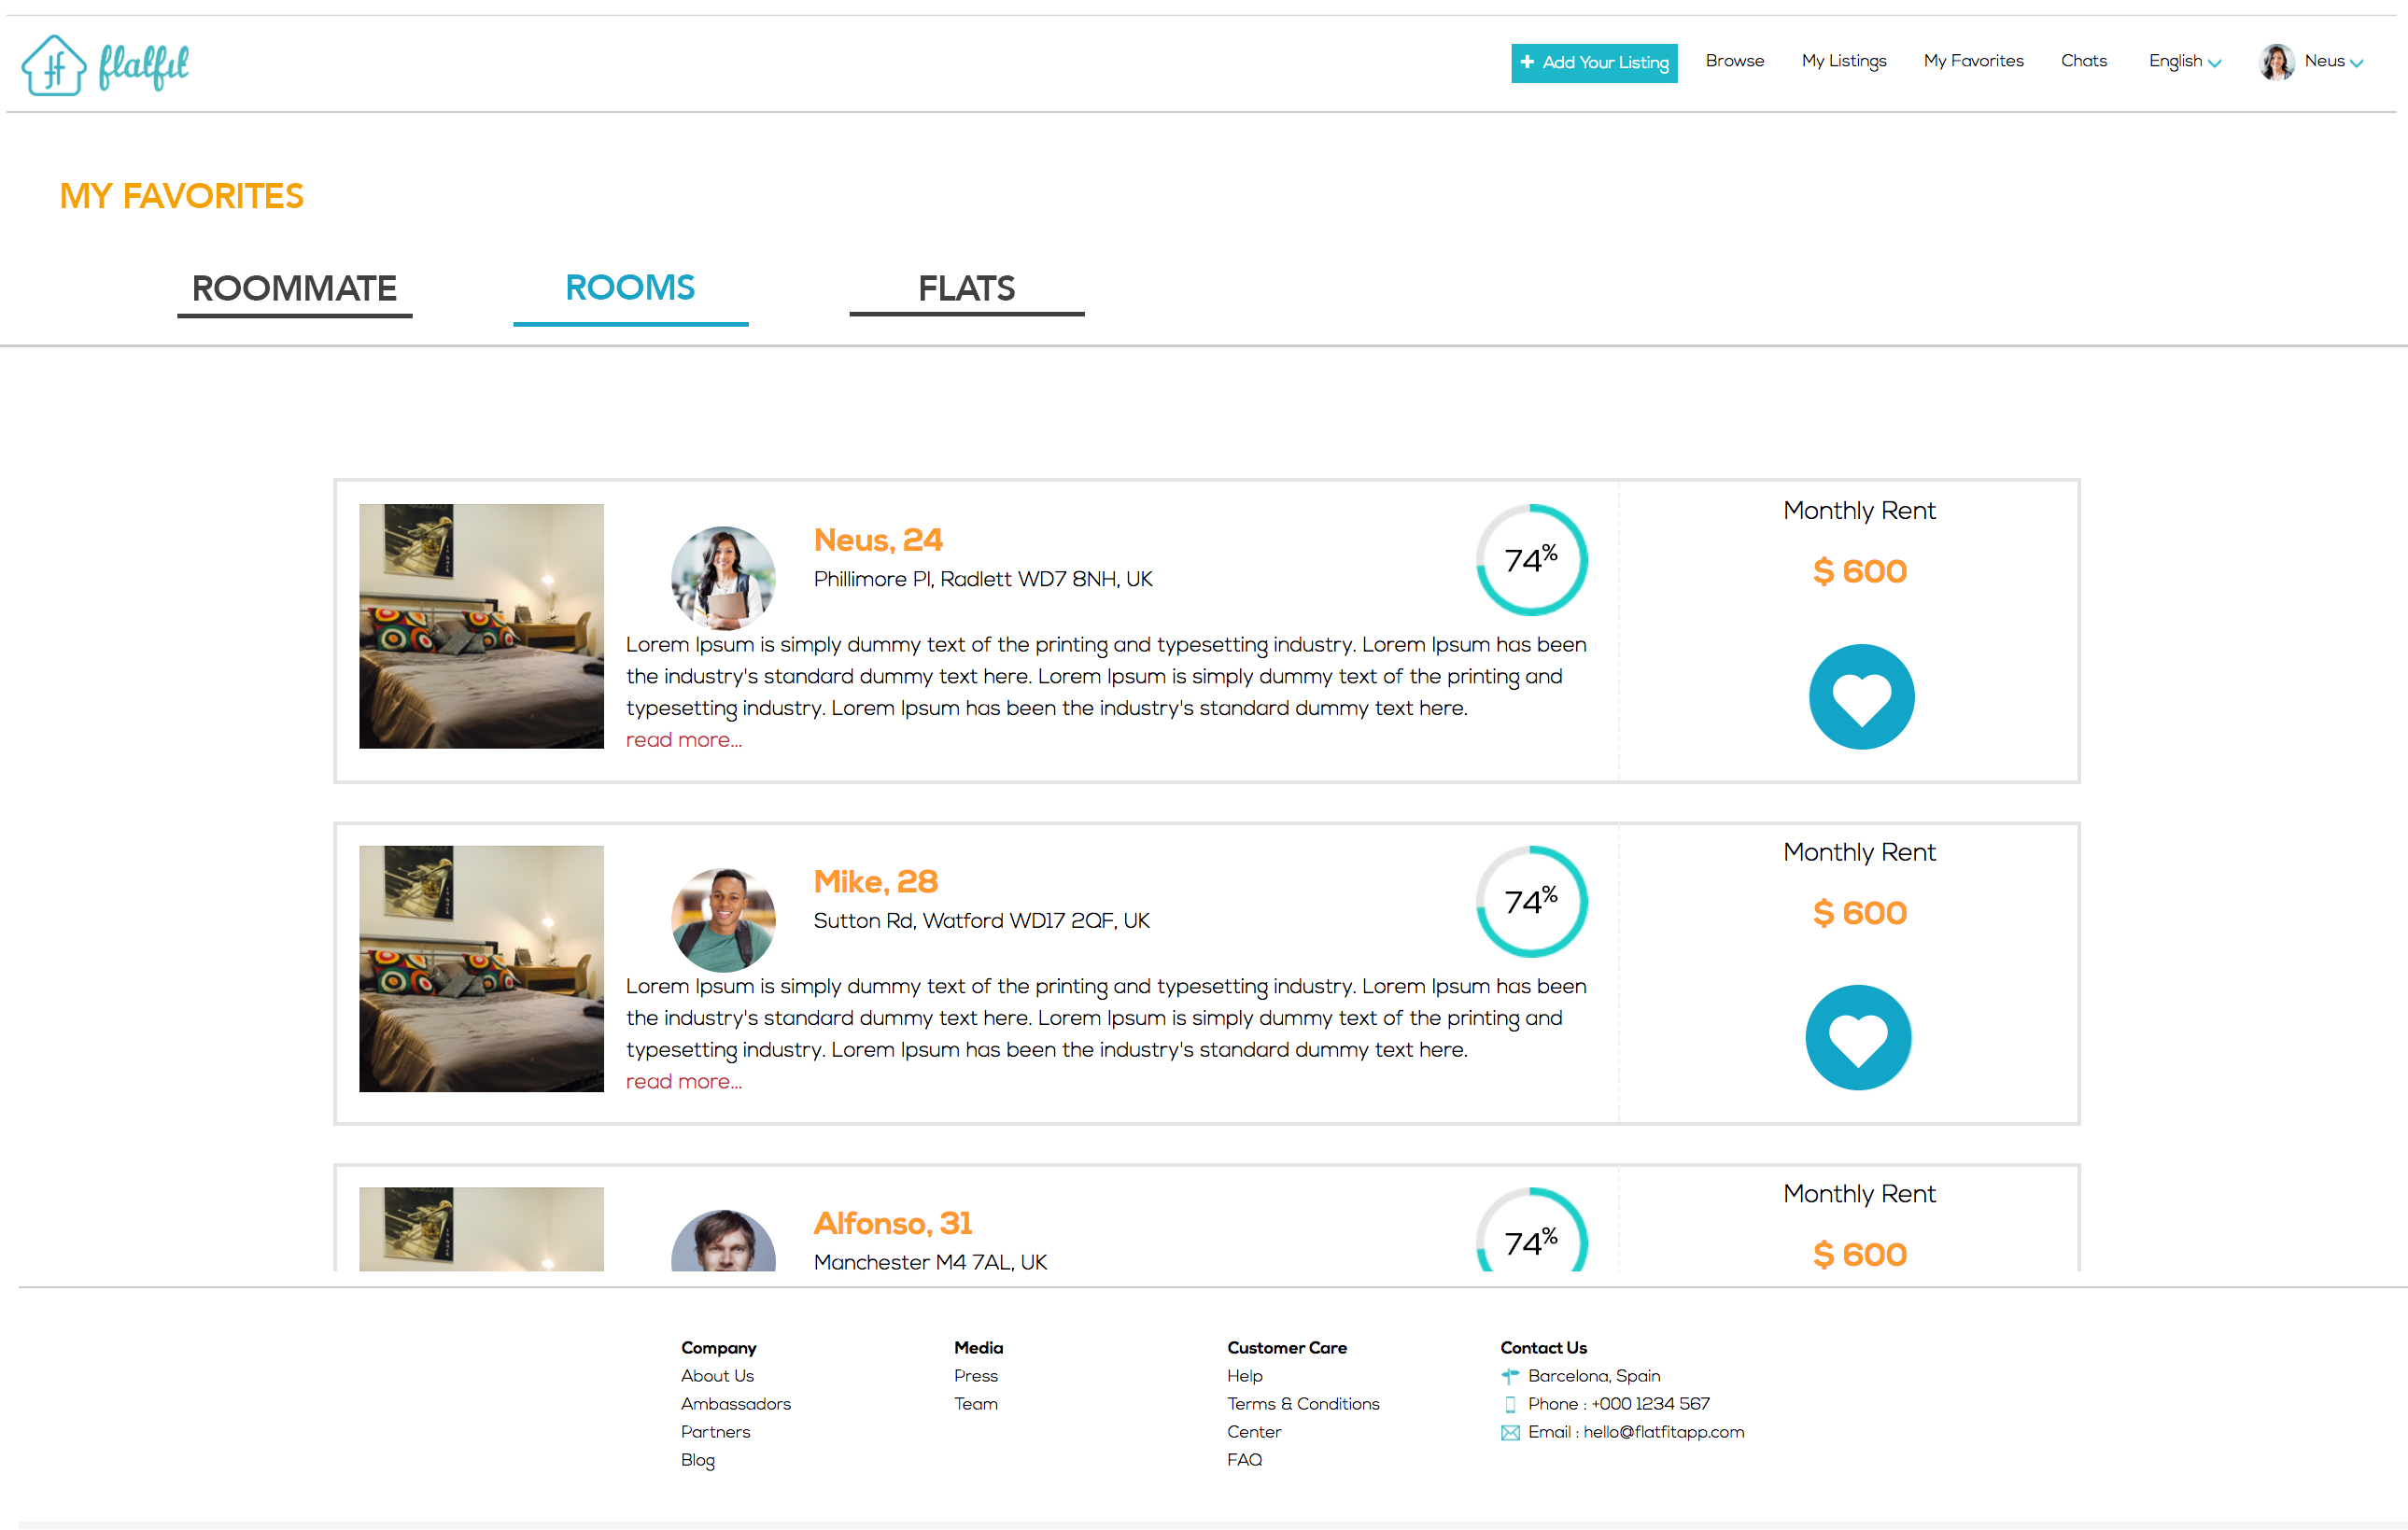 flatfit
+ Add Your Listing
Browse
My Listings
My Favorites
Chats
English
Neus
MY FAVORITES
ROOMMATE
ROOMS
FLATS
Neus, 24
Phillimore Pl, Radlett WD7 8NH, UK
74%
Lorem Ipsum is simply dummy text of the printing and typesetting industry. Lorem Ipsum has been
the industry's standard dummy text here. Lorem Ipsum is simply dummy text of the printing and
typesetting industry. Lorem Ipsum has been the industry's standard dummy text here.
read more...
Monthly Rent
$ 600
Mike, 28
Sutton Rd, Watford WD17 2QF, UK
74%
Lorem Ipsum is simply dummy text of the printing and typesetting industry. Lorem Ipsum has been
the industry's standard dummy text here. Lorem Ipsum is simply dummy text of the printing and
typesetting industry. Lorem Ipsum has been the industry's standard dummy text here.
read more...
Monthly Rent
$ 600
Alfonso, 31
Manchester M4 7AL, UK
74%
Monthly Rent
$ 600
Company
About Us
Ambassadors
Partners
Blog
Media
Press
Team
Customer Care
Help
Terms & Conditions
Center
FAQ
Contact Us
Barcelona, Spain
Phone : +000 1234 567
Email : hello@flatfitapp.com